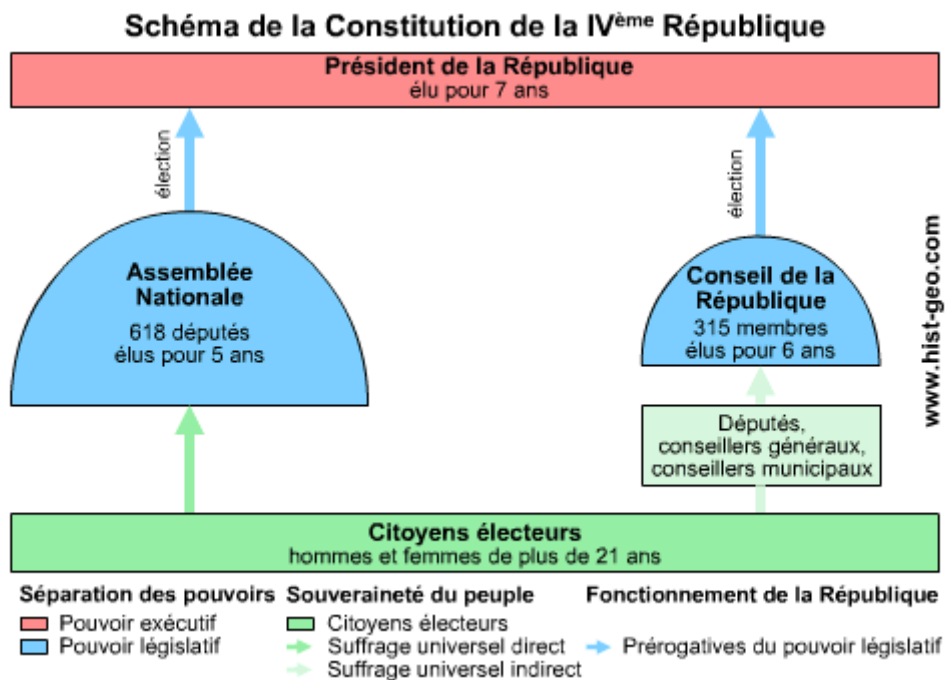 Schéma de la Constitution de la IVème République
Président de la République
élu pour 7 ans
élection
élection
Assemblée
Nationale
618 députés
élus pour 5 ans
Conseil de la
République
315 membres
élus pour 6 ans
www.hist-geo.com
Députés,
conseillers généraux,
conseillers municipaux
Citoyens électeurs
hommes et femmes de plus de 21 ans
Séparation des pouvoirs
Pouvoir exécutif
Pouvoir législatif
Souveraineté du peuple
Citoyens électeurs
Suffrage universel direct
Suffrage universel indirect
Fonctionnement de la République
Prérogatives du pouvoir législatif